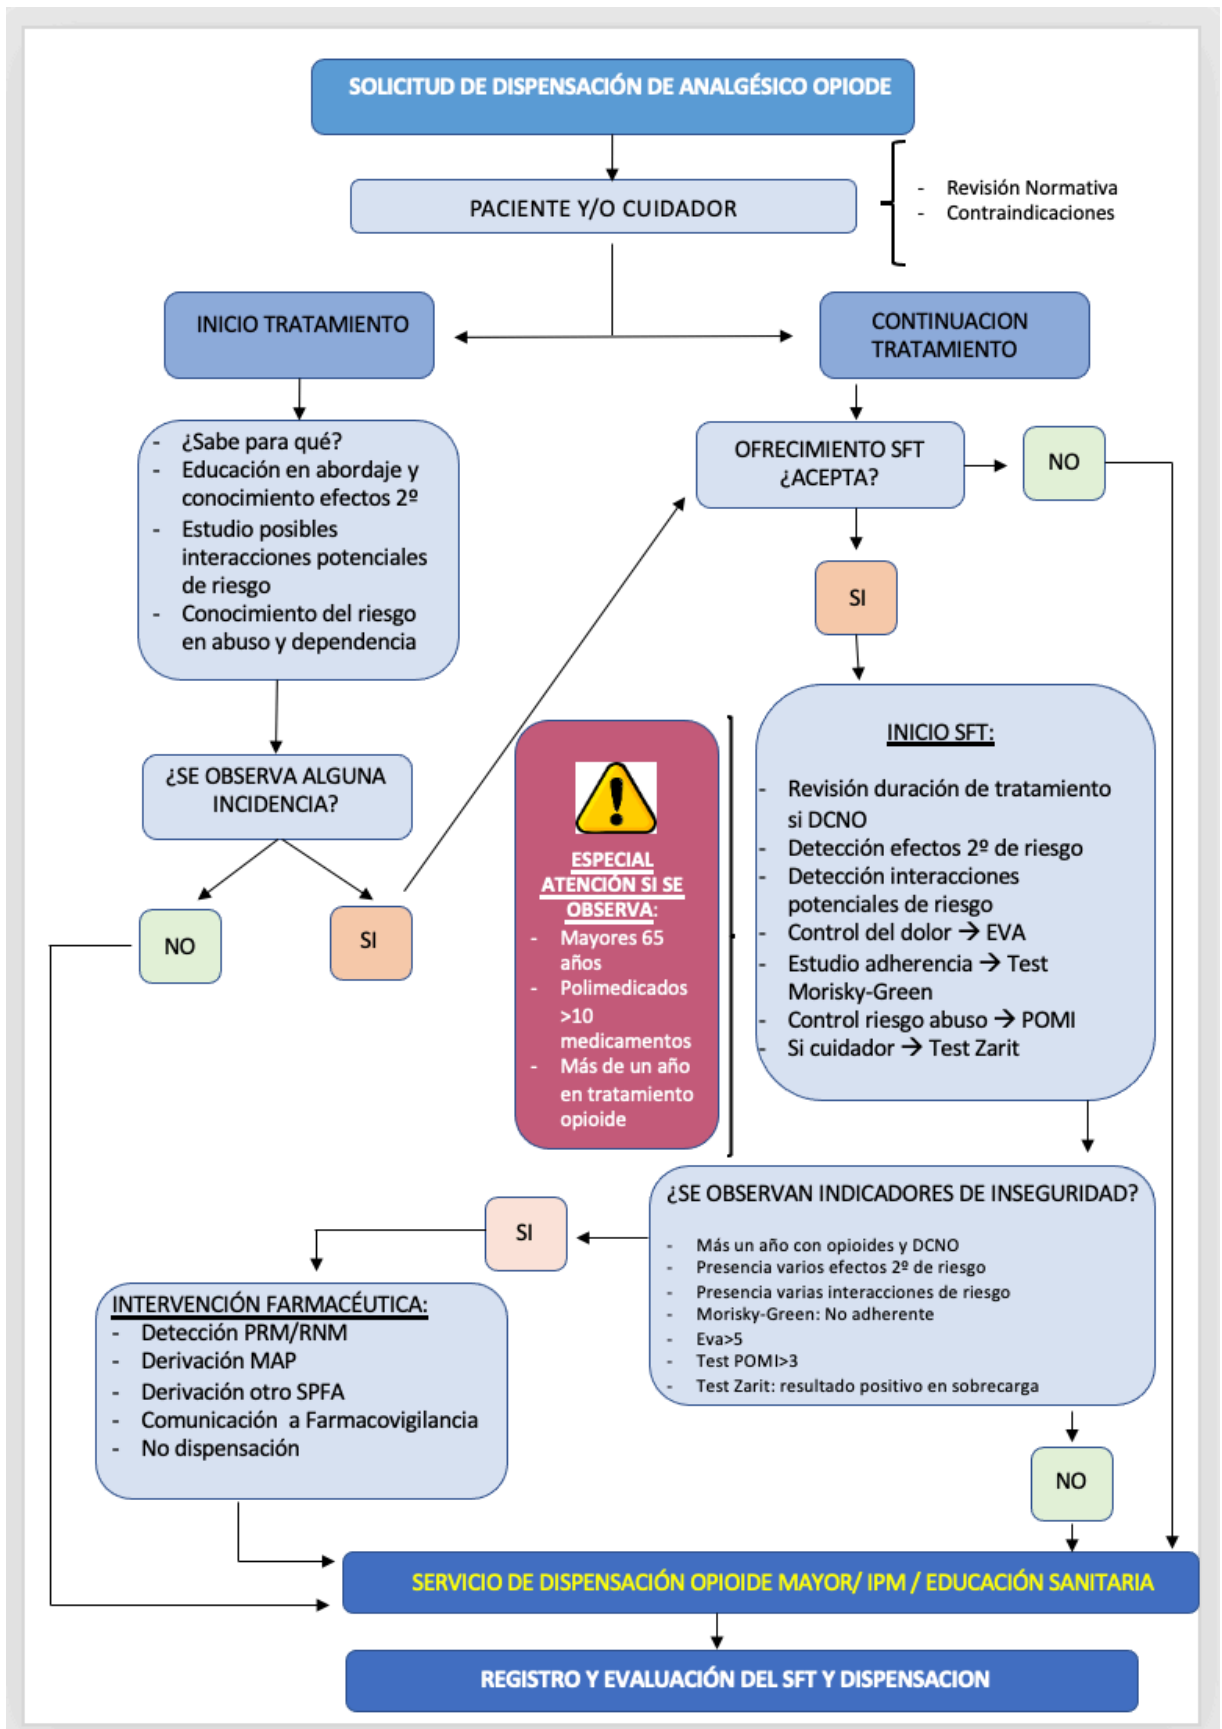 SOLICITUD DE DISPENSACIÓN DE ANALGÉSICO OPIODE
PACIENTE Y/O CUIDADOR
- Revisión Normativa
- Contraindicaciones
INICIO TRATAMIENTO
CONTINUACION
TRATAMIENTO
- ¿Sabe para qué?
- Educación en abordaje y
conocimiento efectos 2º
- Estudio posibles
interacciones potenciales
de riesgo
- Conocimiento del riesgo
en abuso y dependencia
OFRECIMIENTO SFT
¿ACEPTA?
NO
SI
¿SE OBSERVA ALGUNA
INCIDENCIA?
NO
SI
ESPECIAL
ATENCIÓN SI SE
OBSERVA:
- Mayores 65
años
- Polimedicados
>10
medicamentos
- Más de un año
en tratamiento
opioide
INICIO SFT:
- Revisión duración de tratamiento
si DCNO
- Detección efectos 2º de riesgo
- Detección interacciones
potenciales de riesgo
- Control del dolor → EVA
- Estudio adherencia → Test
Morisky-Green
- Control riesgo abuso → POMI
- Si cuidador → Test Zarit
¿SE OBSERVAN INDICADORES DE INSEGURIDAD?
- Más un año con opioides y DCNO
- Presencia varios efectos 2º de riesgo
- Presencia varias interacciones de riesgo
- Morisky-Green: No adherente
- Eva>5
- Test POMI>3
- Test Zarit: resultado positivo en sobrecarga
SI
INTERVENCIÓN FARMACÉUTICA:
- Detección PRM/RNM
- Derivación MAP
- Derivación otro SPFA
- Comunicación a Farmacovigilancia
- No dispensación
NO
SERVICIO DE DISPENSACIÓN OPIOIDE MAYOR/ IPM / EDUCACIÓN SANITARIA
REGISTRO Y EVALUACIÓN DEL SFT Y DISPENSACION